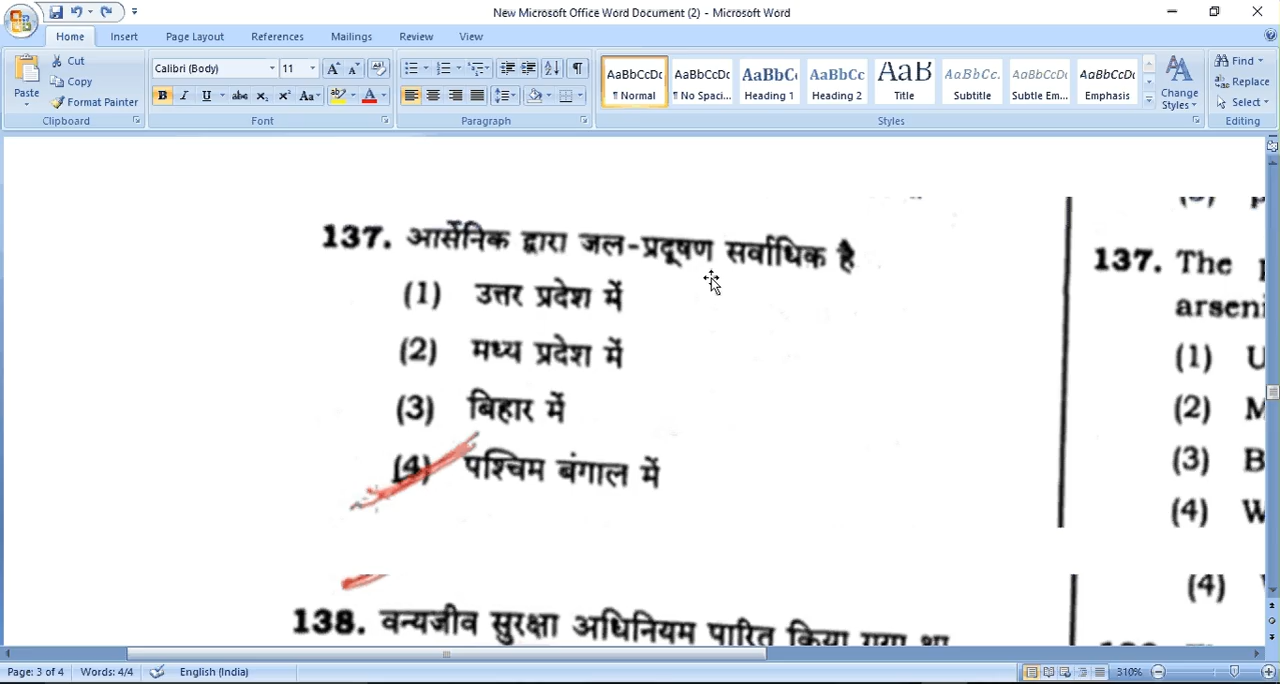 New Microsoft Office Word Document (2) - Microsoft Word
Home Insert Page Layout References Mailings Review View
Paste Cut Copy Format Painter
Calibri (Body) 11
AaBbCcDc AaBbCcDc AaBbC AaBbCc AaB AaBbCc. AaBbCcDt AaBbCcDt
¶ Normal ¶ No Spaci... Heading 1 Heading 2 Title Subtitle Subtle Em... Emphasis
Change Styles
Find Replace Select
Clipboard Font Paragraph Styles Editing
137. आर्सेनिक द्वारा जल-प्रदूषण सर्वाधिक है
(1) उत्तर प्रदेश में
(2) मध्य प्रदेश में
(3) बिहार में
(4) पश्चिम बंगाल में
137. The
(1) U
(2) M
(3) B
(4) W
(4)
138. वन्यजीव सुरक्षा अधिनियम पारित किया गया था
Page: 3 of 4 Words: 4/4 English (India) 310%